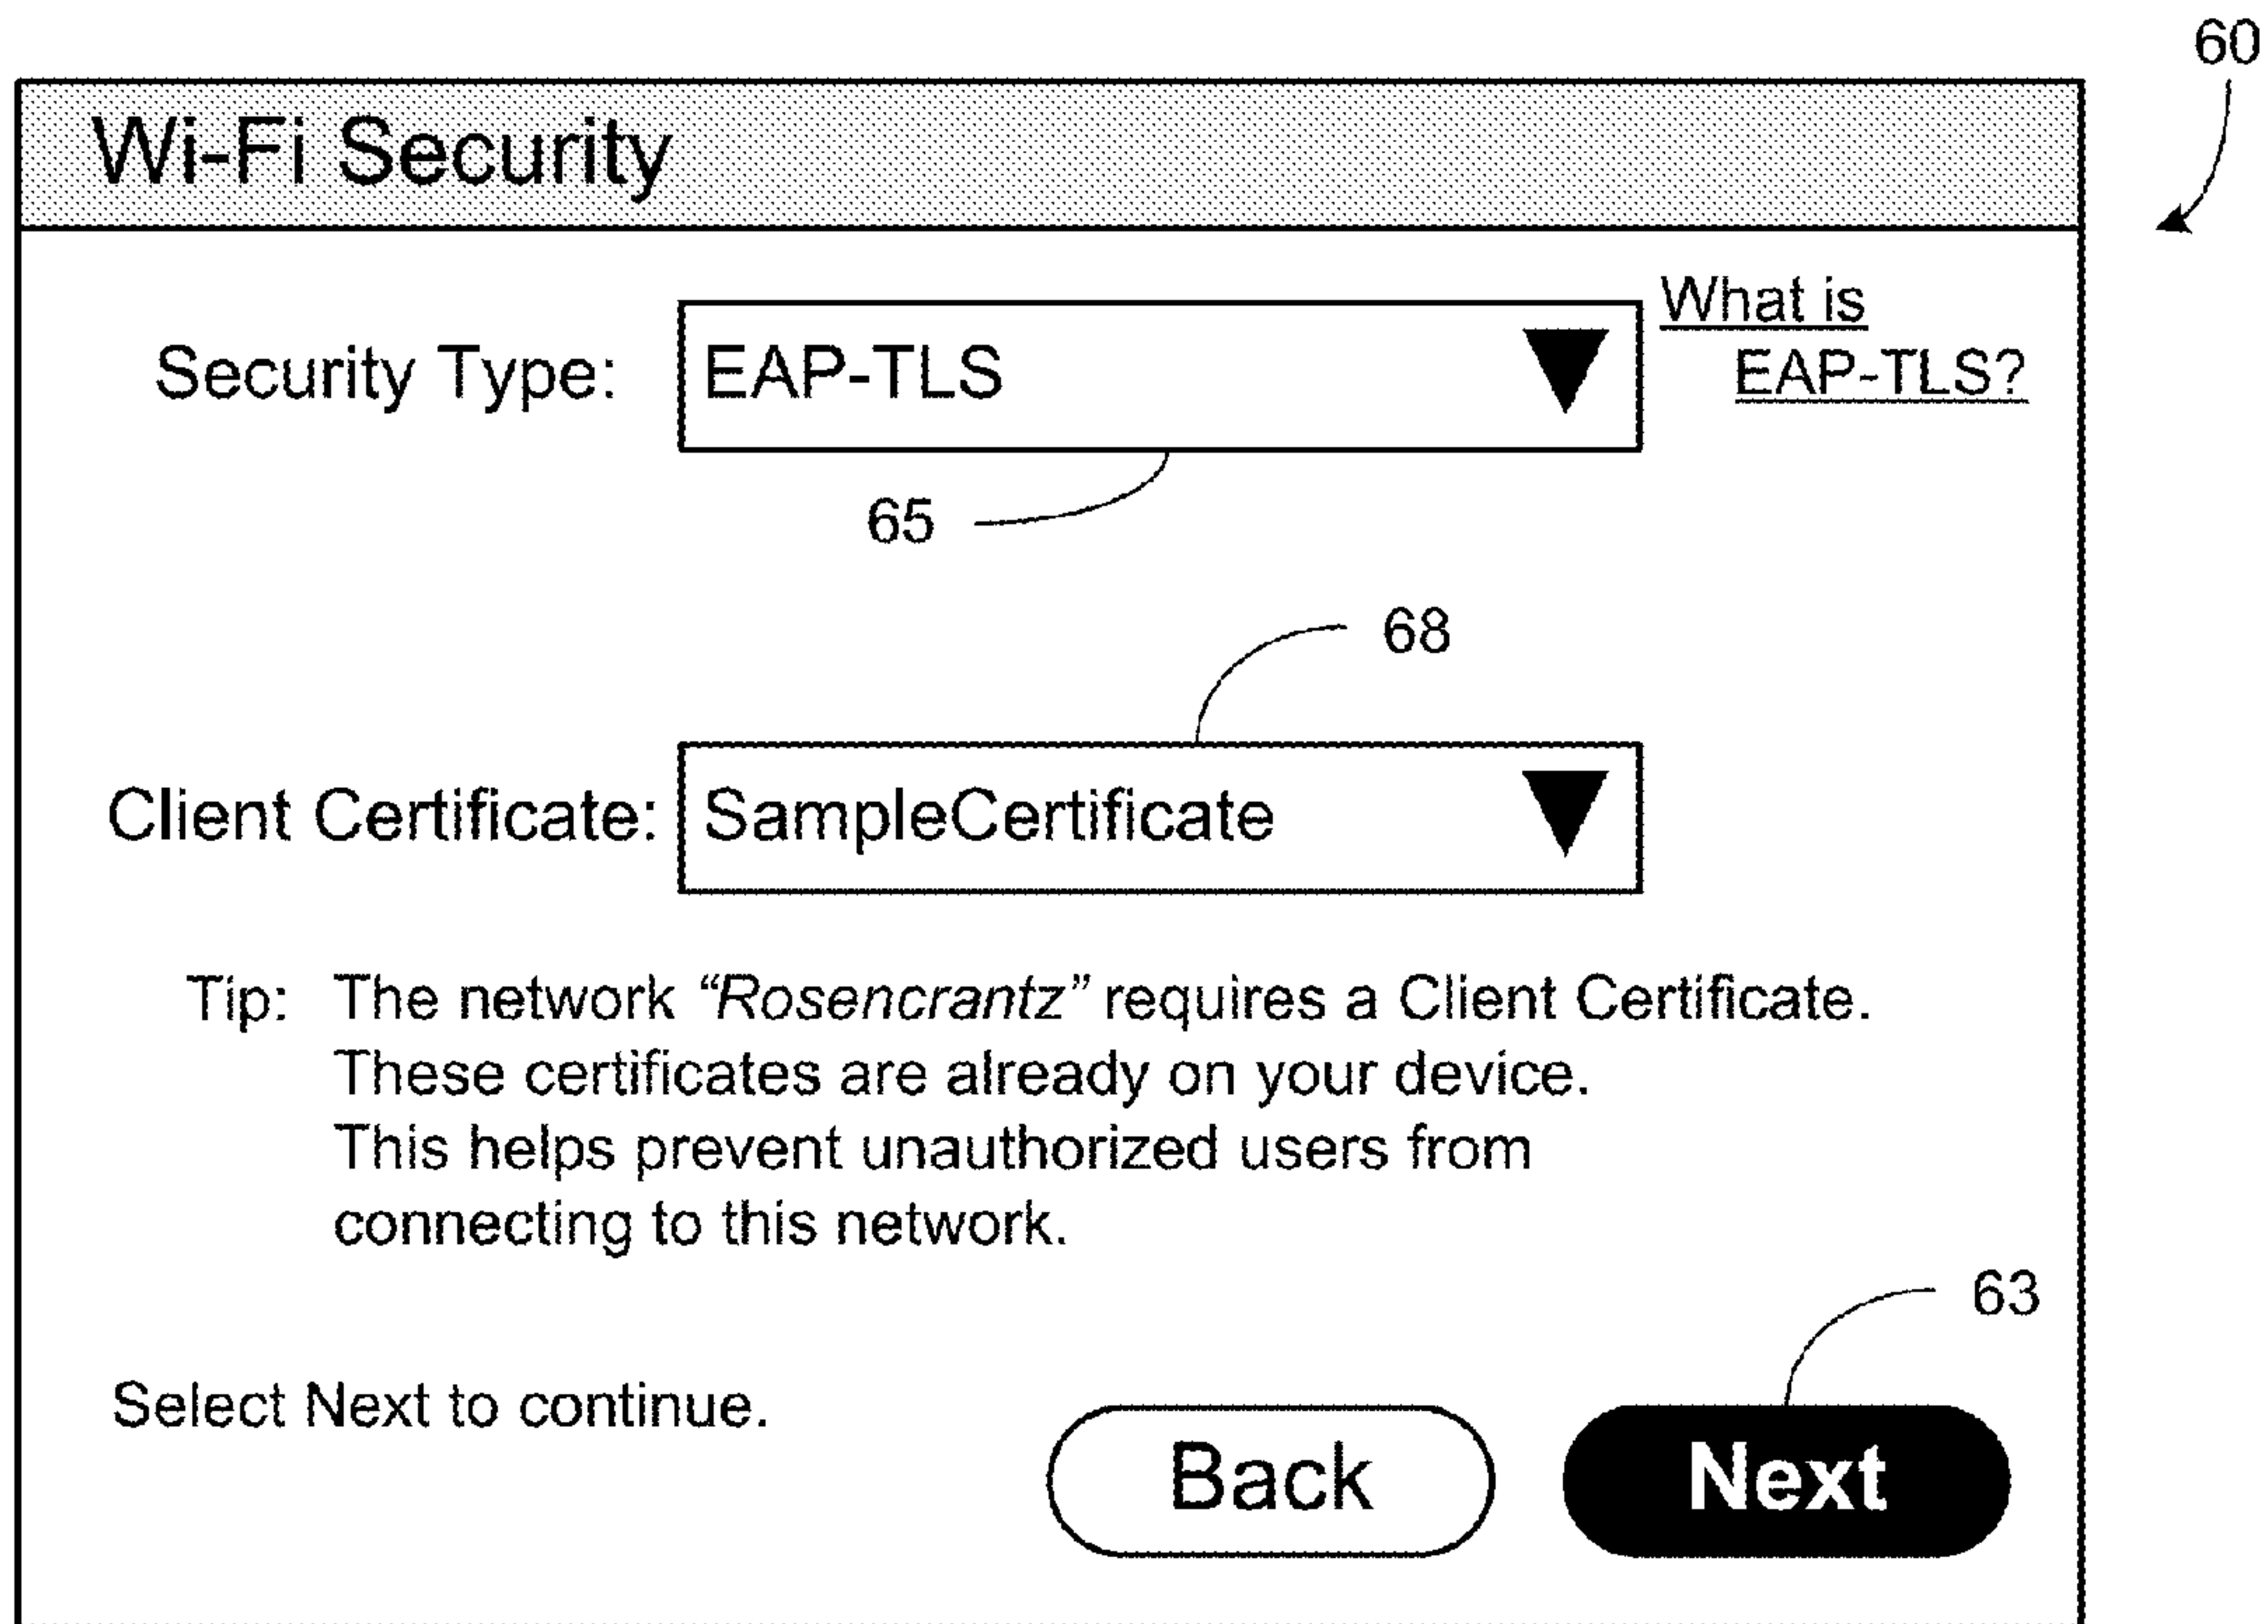 60
Wi-Fi Security
What is
Security Type: EAP-TLS EAP-TLS?
65
68
Client Certificate: SampleCertificate
Tip: The network “Rosencrantz” requires a Client Certificate.
These certificates are already on your device.
This helps prevent unauthorized users from
connecting to this network.
63
Select Next to continue.
Back Next